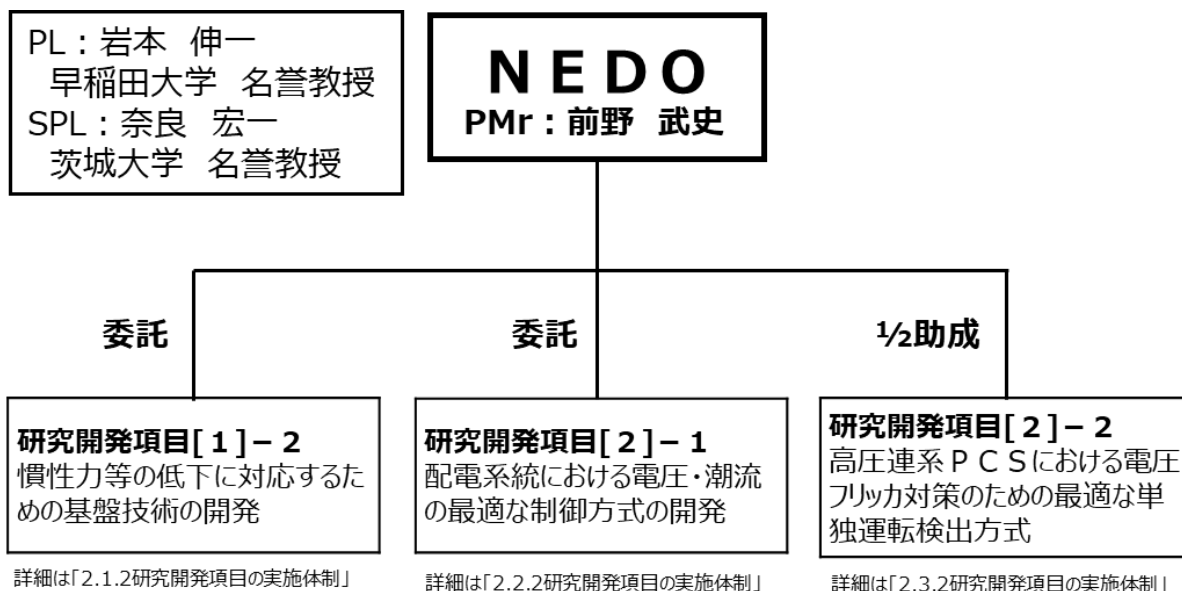 PL：岩本 伸一
早稲田大学 名誉教授
SPL：奈良 宏一
茨城大学 名誉教授
ＮＥＤＯ
PMr：前野 武史
委託
委託
½助成
研究開発項目[１]－２
慣性力等の低下に対応するた
めの基盤技術の開発
詳細は「2.1.2研究開発項目の実施体制」
研究開発項目[２]－１
配電系統における電圧・潮流
の最適な制御方式の開発
詳細は「2.2.2研究開発項目の実施体制」
研究開発項目[２]－２
高圧連系ＰＣＳにおける電圧
フリッカ対策のための最適な単
独運転検出方式
詳細は「2.3.2研究開発項目の実施体制」